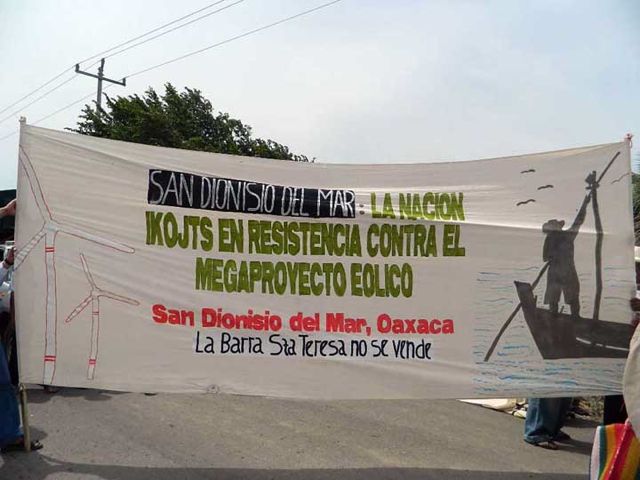 SAN DIONISIO DEL MAR: LA NACION
IKOJTS EN RESISTENCIA CONTRA EL
MEGAPROYECTO EOLICO
San Dionisio del Mar, Oaxaca
La Barra Sta Teresa no se vende